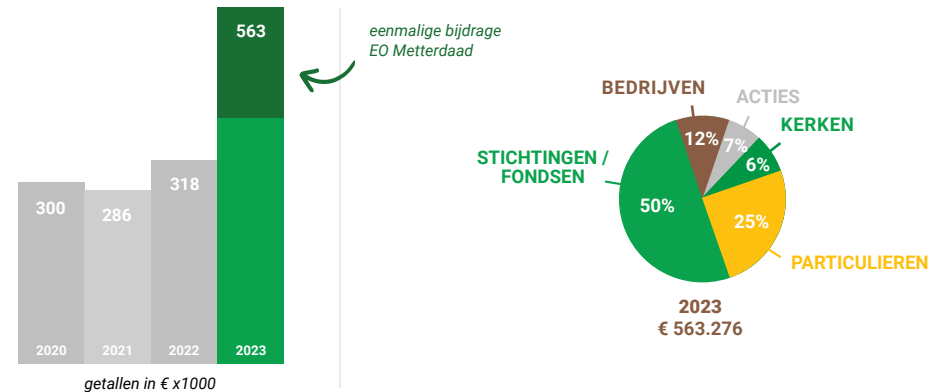 563
eenmalige bijdrage
EO Metterdaad
300
286
318
2020
2021
2022
2023
getallen in € x1000
BEDRIJVEN
ACTIES
KERKEN
STICHTINGEN /
FONDSEN
12%
7%
6%
50%
25%
PARTICULIEREN
2023
€ 563.276